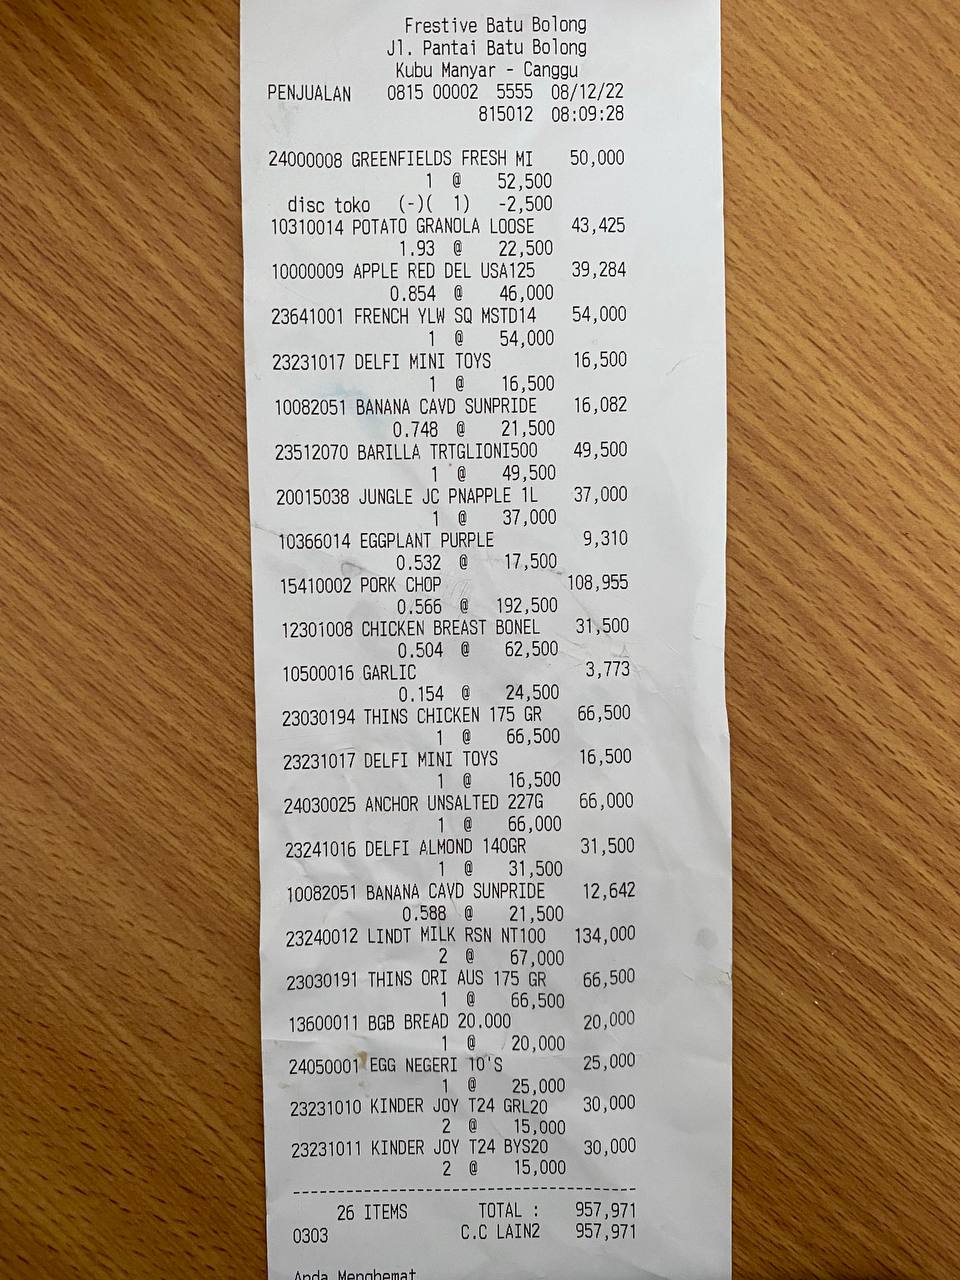 Frestive Batu Bolong
Jl. Pantai Batu Bolong
Kubu Manyar - Canggu
PENJUALAN 0815 00002 5555 08/12/22
815012 08:09:28
24000008 GREENFIELDS FRESH MI 50,000
1 @ 52,500
disc toko (-)( 1) -2,500
10310014 POTATO GRANOLA LOOSE 43,425
1.93 @ 22,500
10000009 APPLE RED DEL USA125 39,284
0.854 @ 46,000
23641001 FRENCH YLW SQ MSTD14 54,000
1 @ 54,000
23231017 DELFI MINI TOYS 16,500
1 @ 16,500
10082051 BANANA CAVD SUNPRIDE 16,082
0.748 @ 21,500
23512070 BARILLA TRTGLIONI500 49,500
1 @ 49,500
20015038 JUNGLE JC PNAPPLE 1L 37,000
1 @ 37,000
10366014 EGGPLANT PURPLE 9,310
0.532 @ 17,500
15410002 PORK CHOP 108,955
0.566 @ 192,500
12301008 CHICKEN BREAST BONEL 31,500
0.504 @ 62,500
10500016 GARLIC 3,773
0.154 @ 24,500
23030194 THINS CHICKEN 175 GR 66,500
1 @ 66,500
23231017 DELFI MINI TOYS 16,500
1 @ 16,500
24030025 ANCHOR UNSALTED 227G 66,000
1 @ 66,000
23241016 DELFI ALMOND 140GR 31,500
1 @ 31,500
10082051 BANANA CAVD SUNPRIDE 12,642
0.588 @ 21,500
23240012 LINDT MILK RSN NT100 134,000
2 @ 67,000
23030191 THINS ORI AUS 175 GR 66,500
1 @ 66,500
13600011 BGB BREAD 20.000 20,000
1 @ 20,000
24050001 EGG NEGERI 10'S 25,000
1 @ 25,000
23231010 KINDER JOY T24 GRL20 30,000
2 @ 15,000
23231011 KINDER JOY T24 BYS20 30,000
2 @ 15,000
26 ITEMS TOTAL : 957,971
0303 C.C LAIN2 957,971
Anda Menghemat